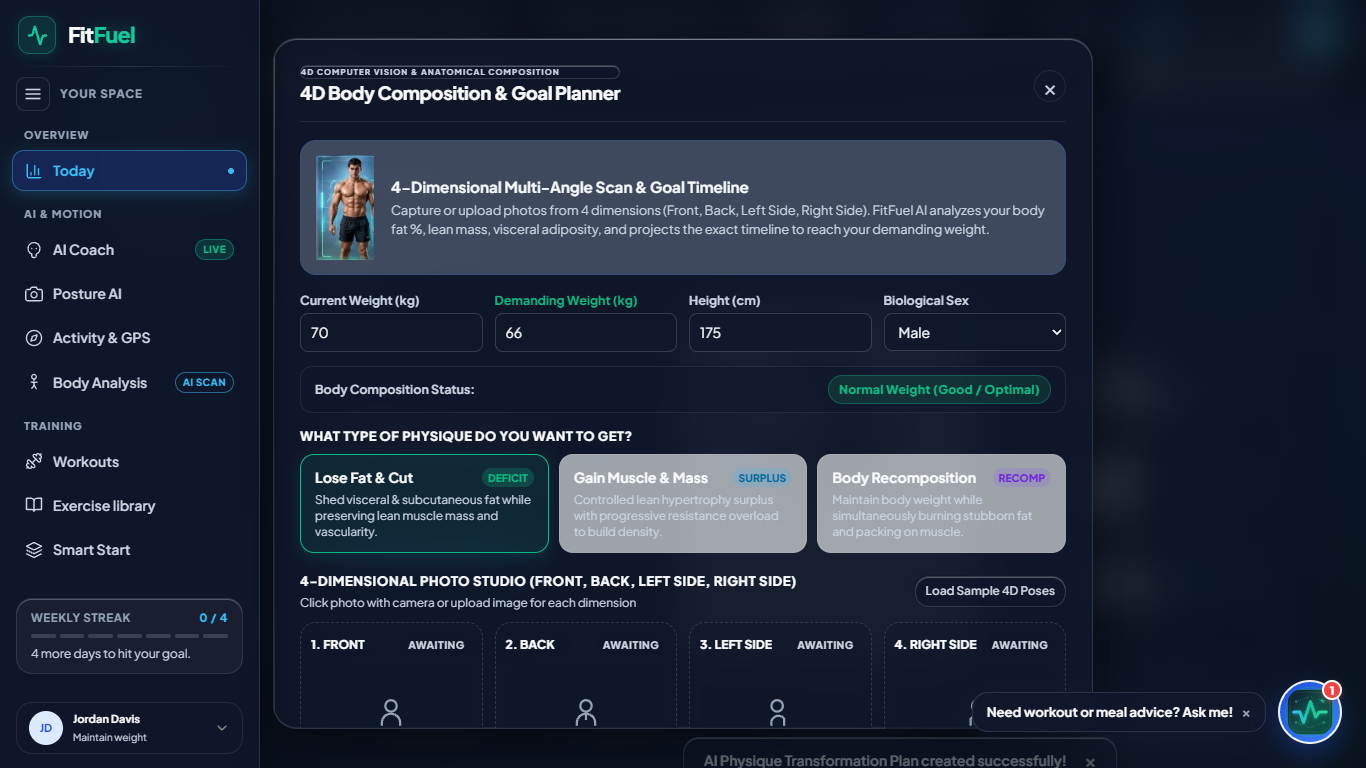 FitFuel
YOUR SPACE
OVERVIEW
Today
AI & MOTION
AI Coach LIVE
Posture AI
Activity & GPS
Body Analysis AI SCAN
TRAINING
Workouts
Exercise library
Smart Start
WEEKLY STREAK 0 / 4
4 more days to hit your goal.
JD
Jordan Davis
Maintain weight
4D COMPUTER VISION & ANATOMICAL COMPOSITION
4D Body Composition & Goal Planner
×
4-Dimensional Multi-Angle Scan & Goal Timeline
Capture or upload photos from 4 dimensions (Front, Back, Left Side, Right Side). FitFuel AI analyzes your body
fat %, lean mass, visceral adiposity, and projects the exact timeline to reach your demanding weight.
Current Weight (kg) Demanding Weight (kg) Height (cm) Biological Sex
70 66 175 Male
Body Composition Status: Normal Weight (Good / Optimal)
WHAT TYPE OF PHYSIQUE DO YOU WANT TO GET?
Lose Fat & Cut DEFICIT
Shed visceral & subcutaneous fat while
preserving lean muscle mass and
vascularity.
Gain Muscle & Mass SURPLUS
Controlled lean hypertrophy surplus
with progressive resistance overload
to build density.
Body Recomposition RECOMP
Maintain body weight while
simultaneously burning stubborn fat
and packing on muscle.
4-DIMENSIONAL PHOTO STUDIO (FRONT, BACK, LEFT SIDE, RIGHT SIDE)
Click photo with camera or upload image for each dimension
Load Sample 4D Poses
1. FRONT AWAITING
2. BACK AWAITING
3. LEFT SIDE AWAITING
4. RIGHT SIDE AWAITING
Need workout or meal advice? Ask me! ×
1
AI Physique Transformation Plan created successfully! ×